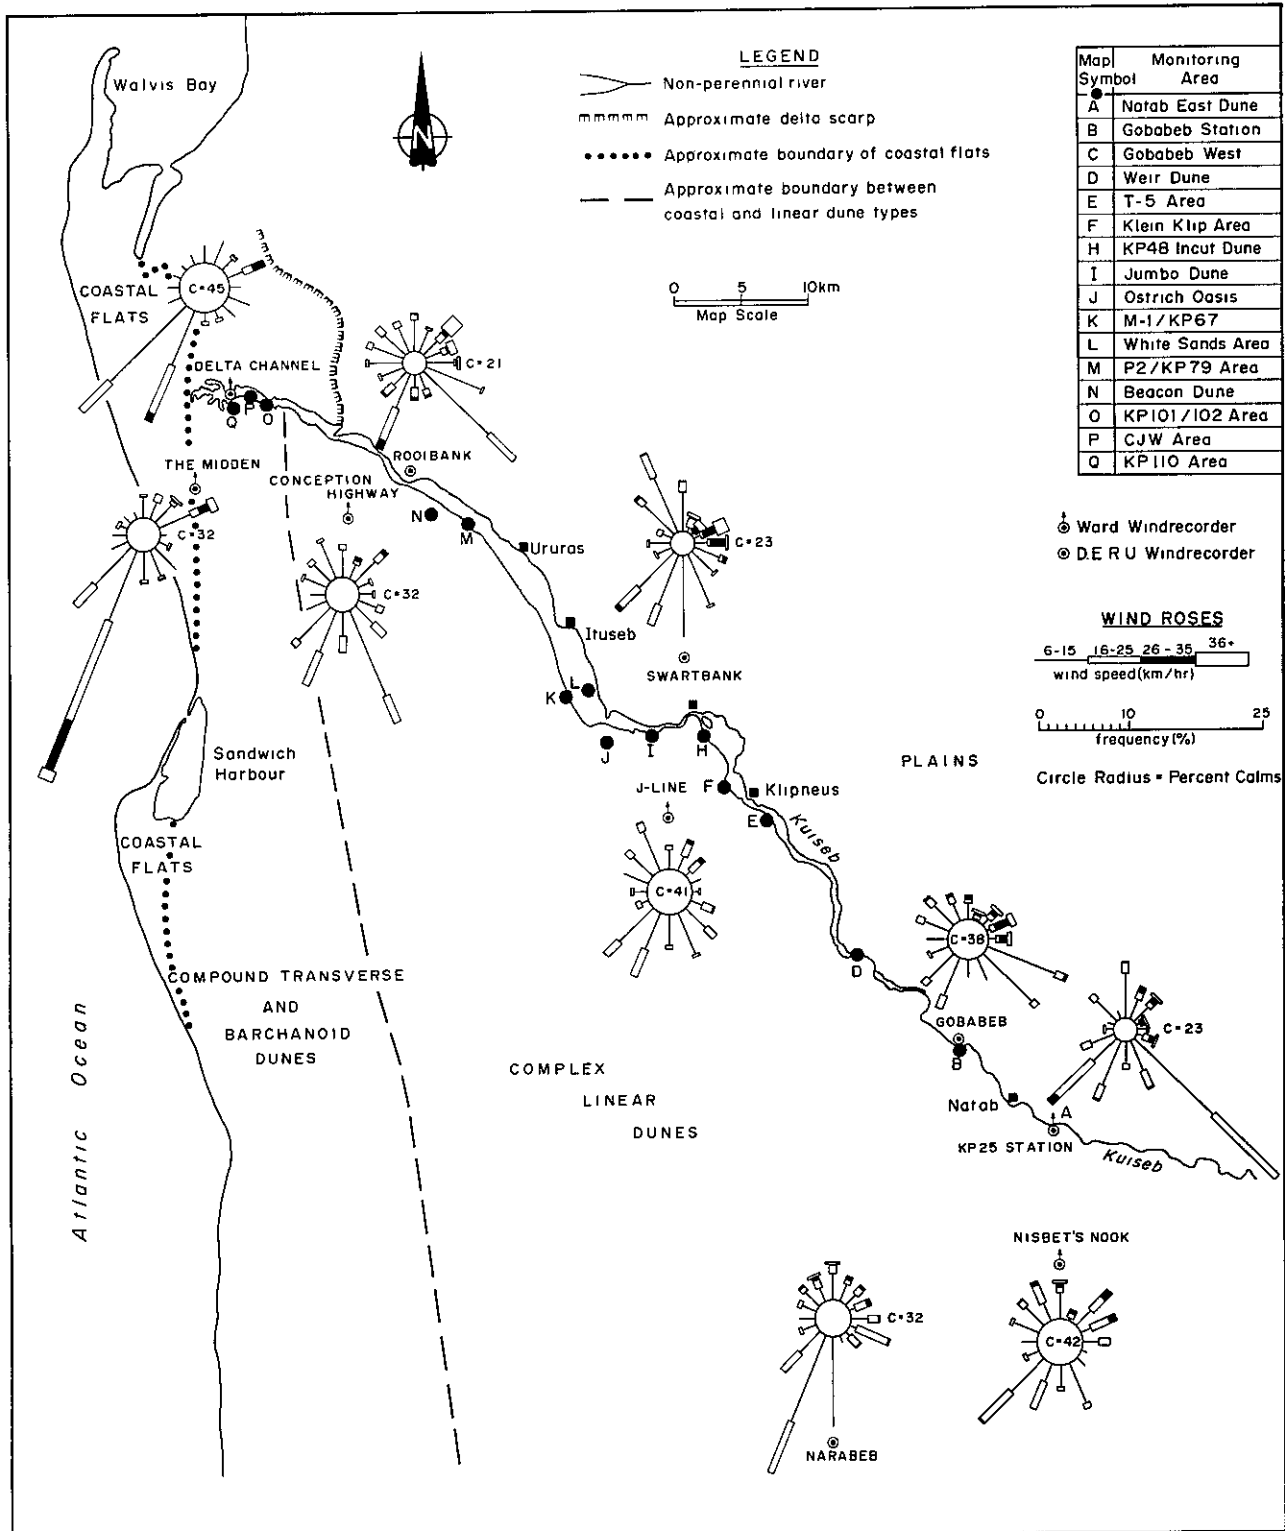 LEGEND
Non-perennial river
Approximate delta scarp
Approximate boundary of coastal flats
Approximate boundary between
coastal and linear dune types
0 5 10km
Map Scale
N
Map Symbol
Monitoring Area
A Natab East Dune
B Gobabeb Station
C Gobabeb West
D Weir Dune
E T-5 Area
F Klein Klip Area
H KP48 Incut Dune
I Jumbo Dune
J Ostrich Oasis
K M-1/KP67
L White Sands Area
M P2/KP79 Area
N Beacon Dune
O KP101/102 Area
P CJW Area
Q KP110 Area
Ward Windrecorder
D.E R U Windrecorder
WIND ROSES
6-15 16-25 26-35 36+
wind speed(km/hr)
0 10 25
frequency(%)
Circle Radius = Percent Calms
Walvis Bay
COASTAL
FLATS
C=45
DELTA CHANNEL
C=21
Q P O
THE MIDDEN
CONCEPTION
HIGHWAY
ROOIBANK
N
M
C=32
C=32
Ururas
C=23
Ituseb
SWARTBANK
K
L
J
I
H
Sandwich
Harbour
PLAINS
J-LINE
F
Klipneus
E
Kuiseb
COASTAL
FLATS
C=41
C=38
D
COMPOUND TRANSVERSE
AND
BARCHANOID
DUNES
GOBABEB
B
C=23
COMPLEX
LINEAR
DUNES
Natab
A
KP25 STATION
Kuiseb
Atlantic Ocean
NISBET'S NOOK
C=32
C=42
NARABEB